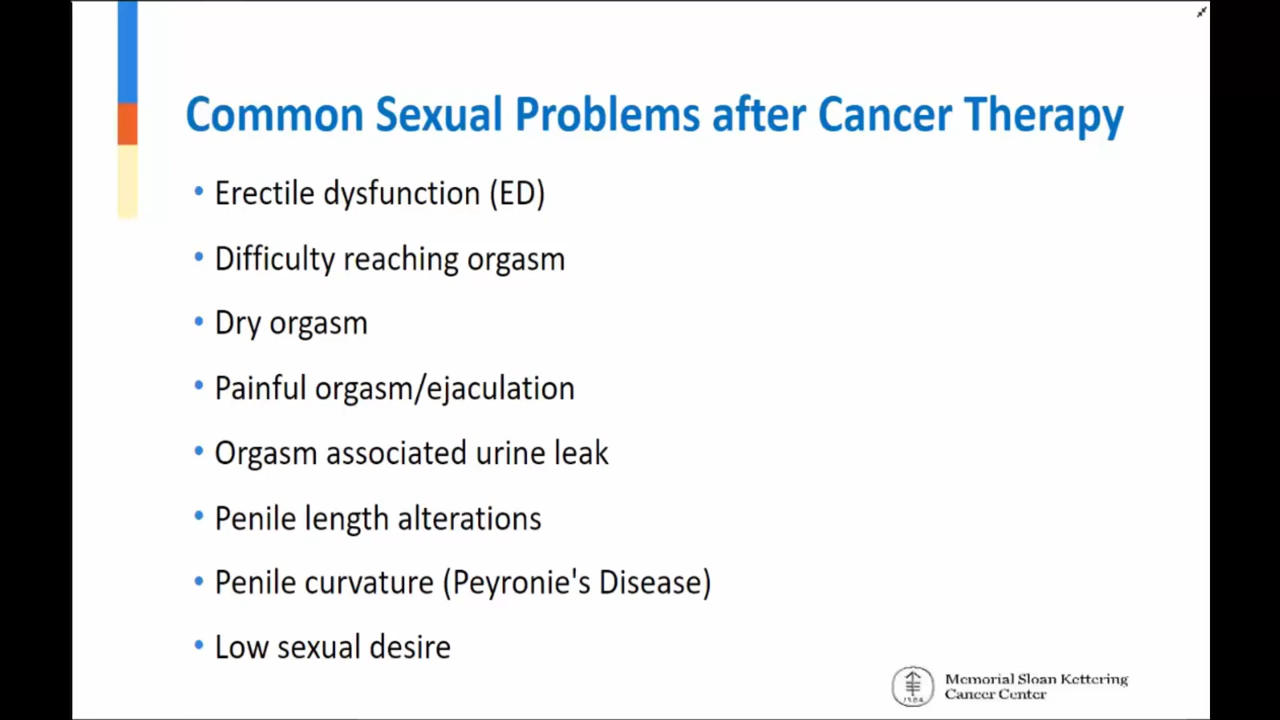 Common Sexual Problems after Cancer Therapy
• Erectile dysfunction (ED)
• Difficulty reaching orgasm
• Dry orgasm
• Painful orgasm/ejaculation
• Orgasm associated urine leak
• Penile length alterations
• Penile curvature (Peyronie's Disease)
• Low sexual desire
Memorial Sloan Kettering
Cancer Center